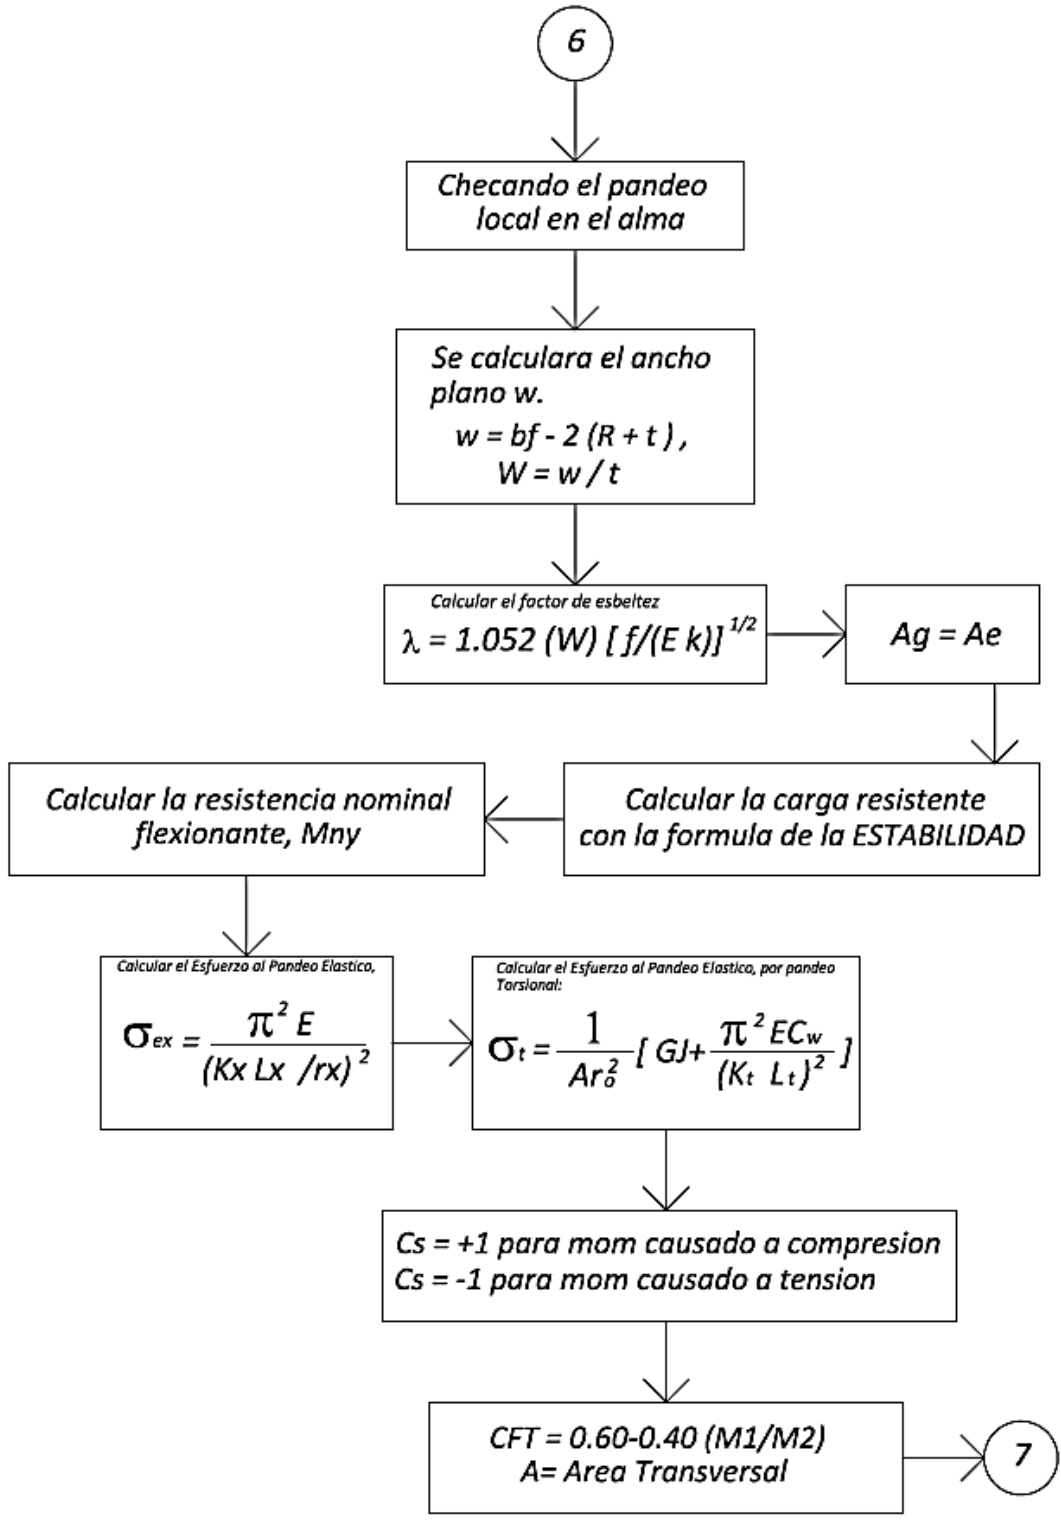 6
Checando el pandeo
local en el alma
Se calculara el ancho
plano w.
w = bf - 2 (R + t ) ,
W = w / t
Calcular el factor de esbeltez
λ = 1.052 (W) [ f/(E k)] 1/2
Ag = Ae
Calcular la carga resistente
con la formula de la ESTABILIDAD
Calcular la resistencia nominal
flexionante, Mny
Calcular el Esfuerzo al Pandeo Elastico,
σex = π² E / (Kx Lx /rx) ²
Calcular el Esfuerzo al Pandeo Elastico, por pandeo
Torsional:
σt = 1 / Aro² [ GJ+ π² ECw / (Kt Lt)² ]
Cs = +1 para mom causado a compresion
Cs = -1 para mom causado a tension
CFT = 0.60-0.40 (M1/M2)
A= Area Transversal
7